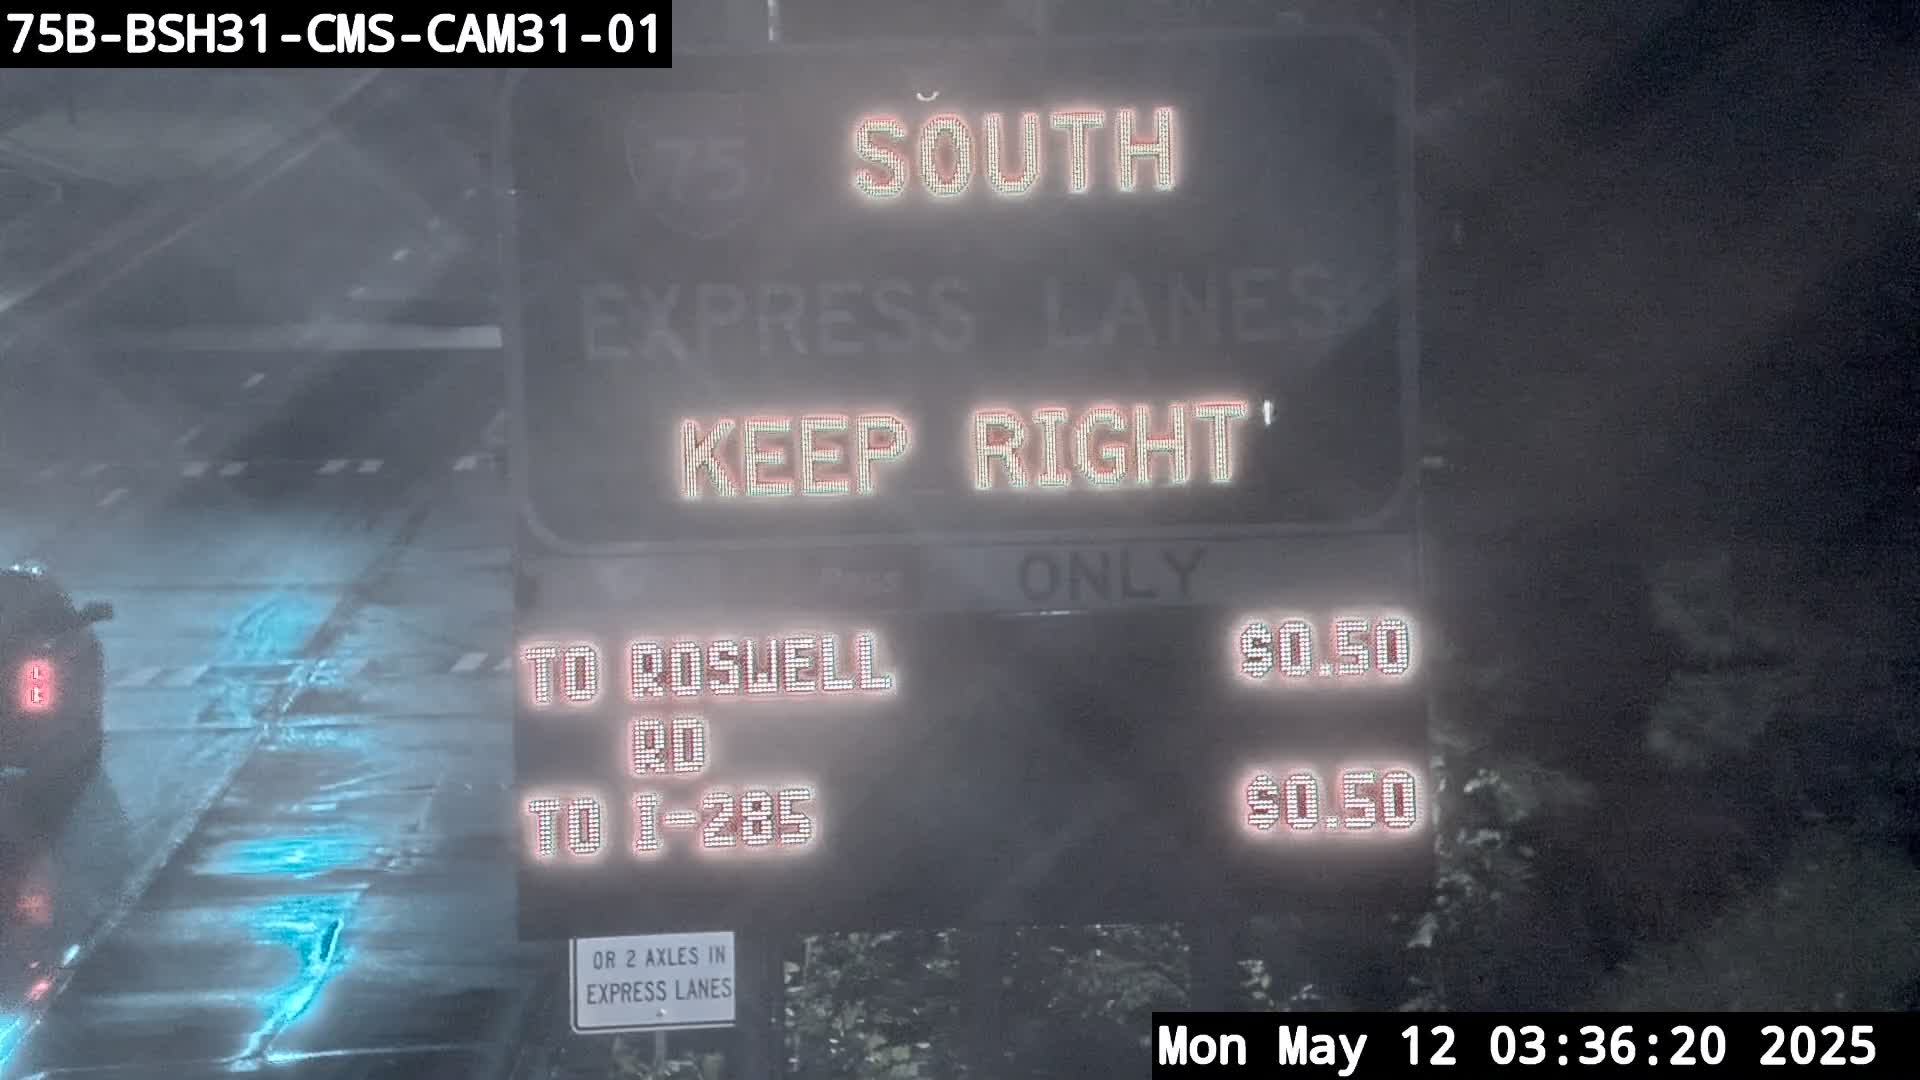 75B-BSH31-CMS-CAM31-01
75 SOUTH
EXPRESS LANES
KEEP RIGHT
Pass ONLY
TO ROSWELL $0.50
RD
TO I-285 $0.50
OR 2 AXLES IN
EXPRESS LANES
Mon May 12 03:36:20 2025